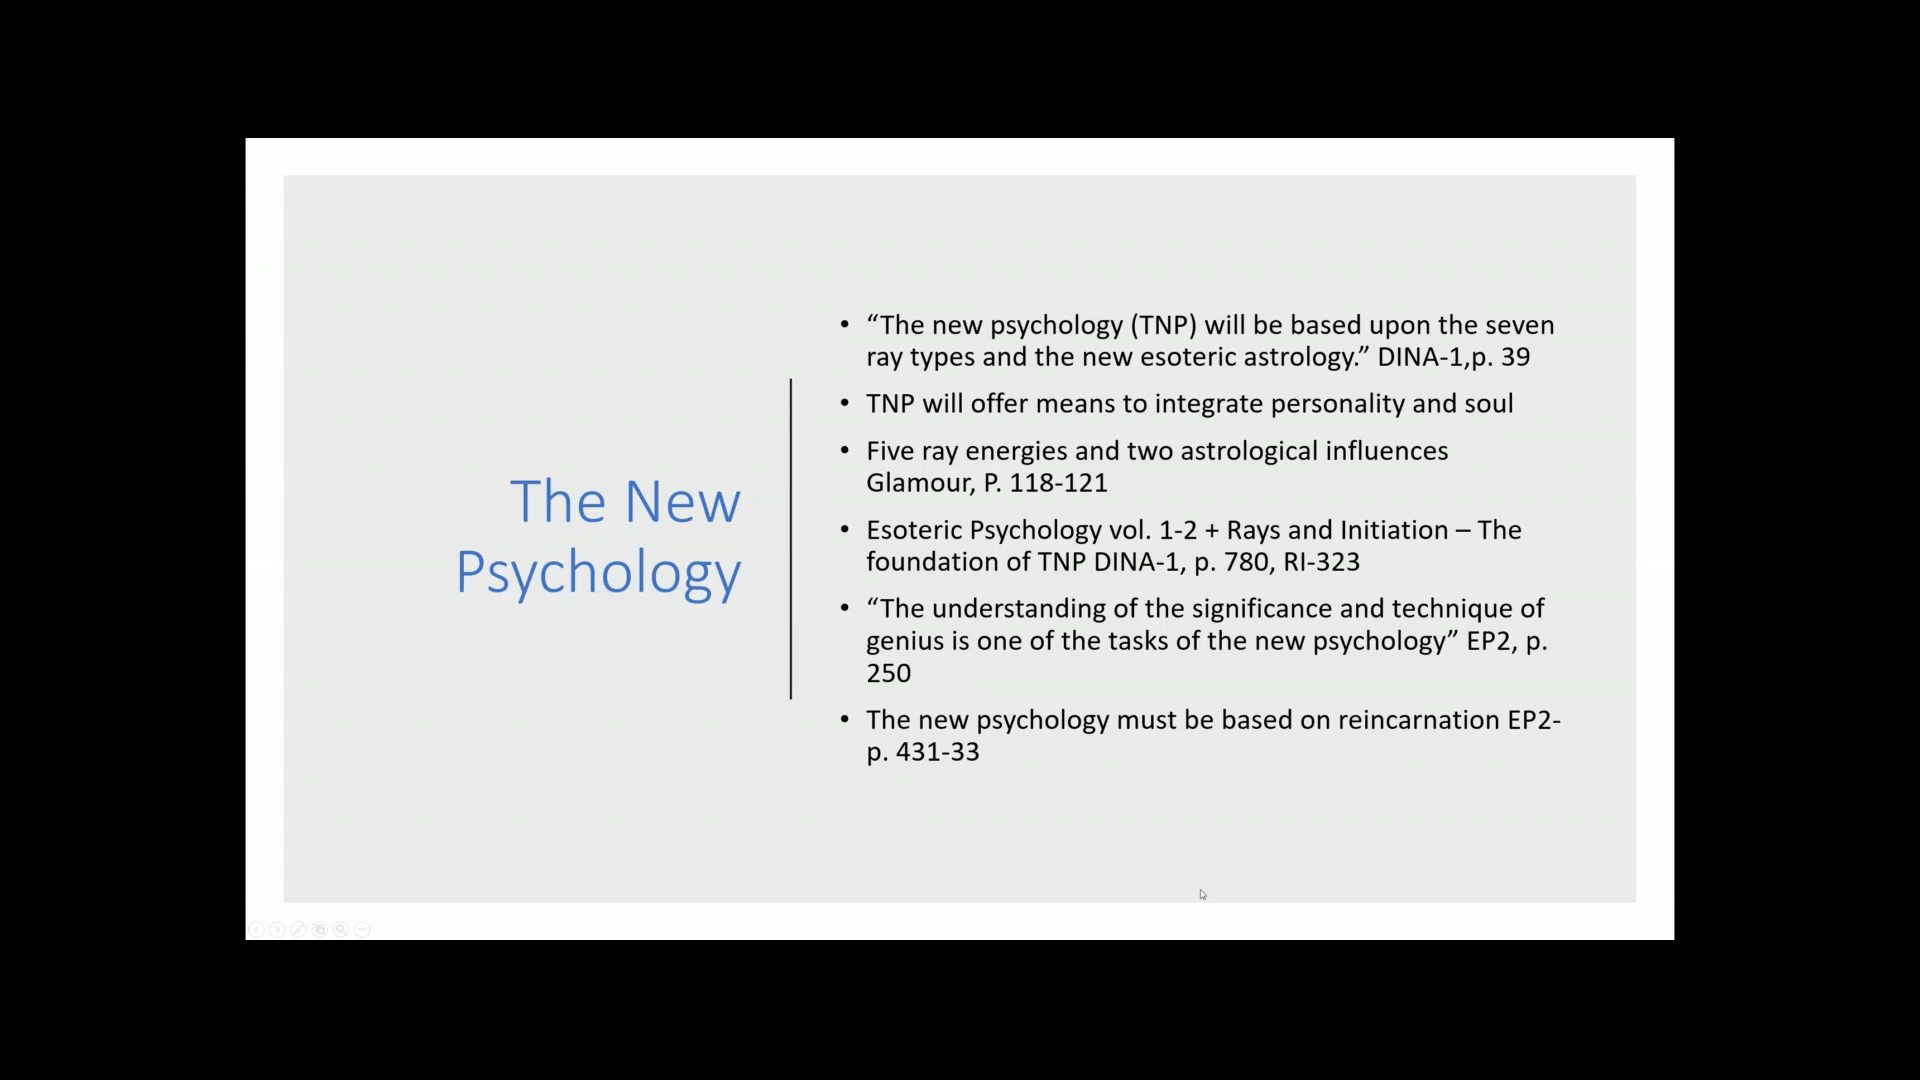 The New
Psychology
• “The new psychology (TNP) will be based upon the seven
ray types and the new esoteric astrology.” DINA-1,p. 39
• TNP will offer means to integrate personality and soul
• Five ray energies and two astrological influences
Glamour, P. 118-121
• Esoteric Psychology vol. 1-2 + Rays and Initiation – The
foundation of TNP DINA-1, p. 780, RI-323
• “The understanding of the significance and technique of
genius is one of the tasks of the new psychology” EP2, p.
250
• The new psychology must be based on reincarnation EP2-
p. 431-33